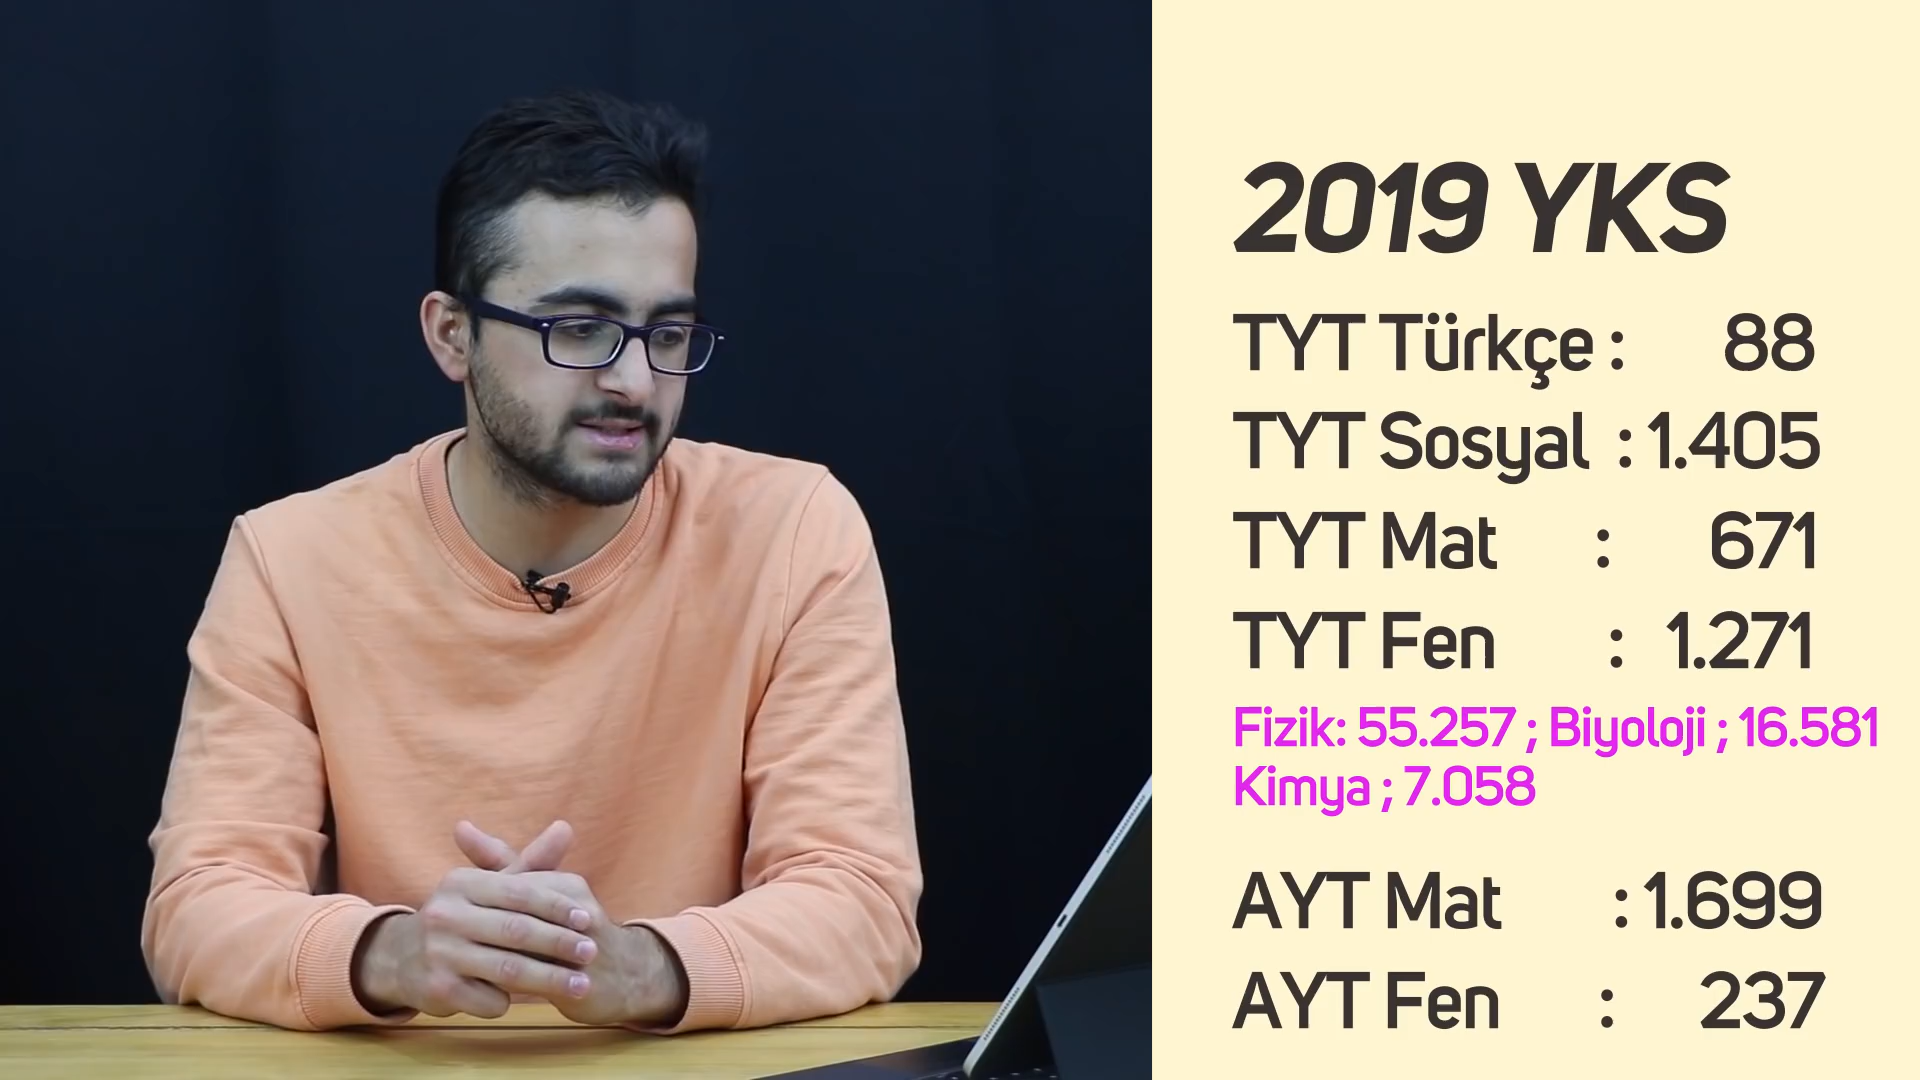 2019 YKS
TYT Türkçe : 88
TYT Sosyal : 1.405
TYT Mat : 671
TYT Fen : 1.271
Fizik: 55.257 ; Biyoloji ; 16.581
Kimya ; 7.058
AYT Mat : 1.699
AYT Fen : 237